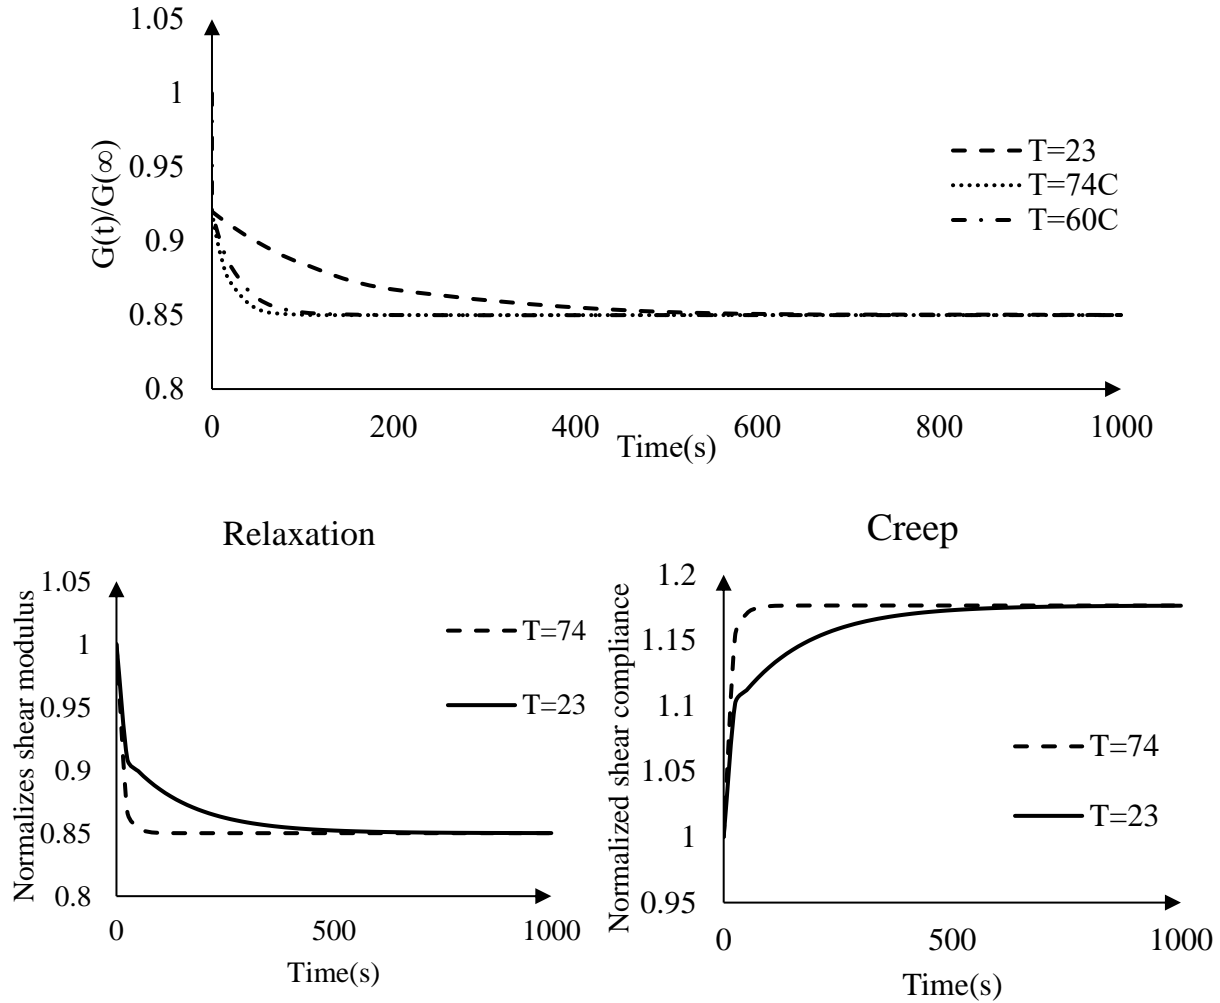 1.05
1
0.95
0.9
0.85
0.8
G(t)/G(∞)
T=23
T=74C
T=60C
0 200 400 600 800 1000
Time(s)
Relaxation
1.05
1
0.95
0.9
0.85
0.8
Normalizes shear modulus
T=74
T=23
0 500 1000
Time(s)
Creep
1.2
1.15
1.1
1.05
1
0.95
Normalized shear compliance
T=74
T=23
0 500 1000
Time(s)